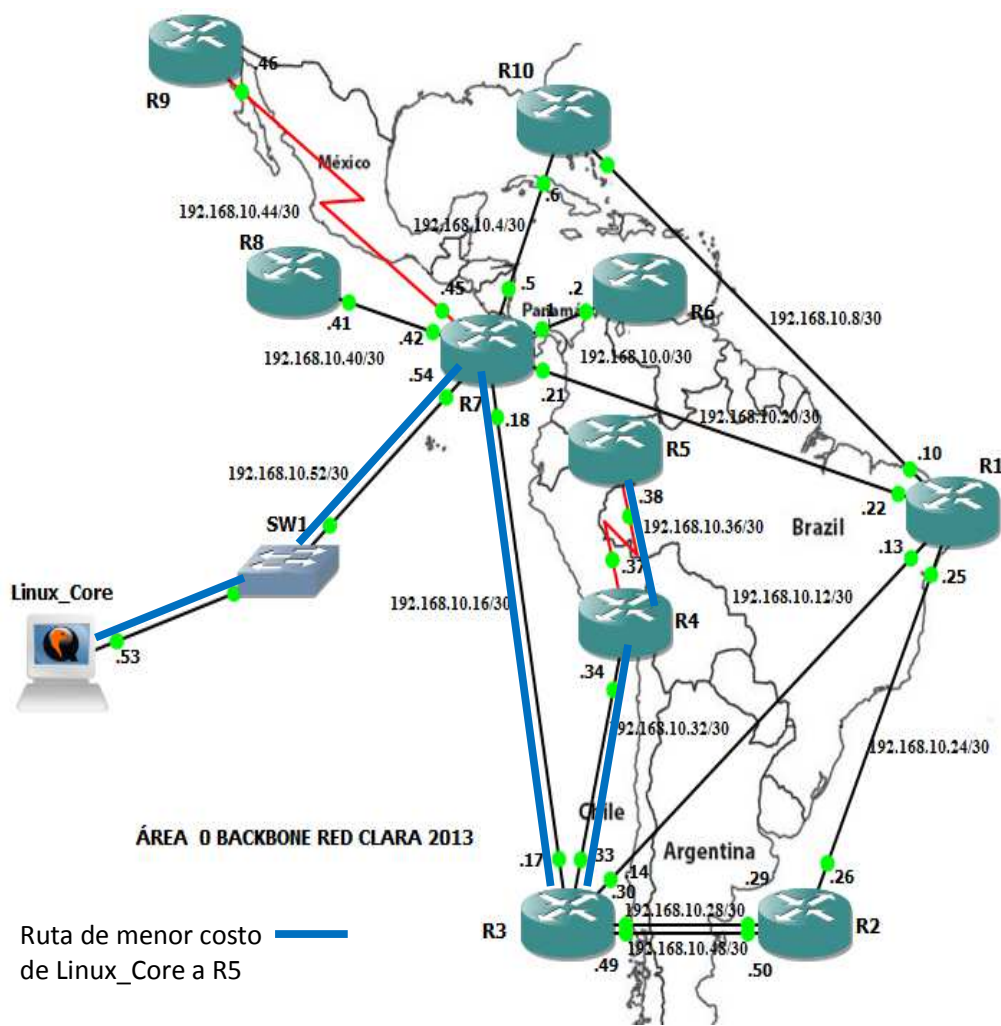 .46
R10
R9
México
192.168.10.44/30
.6
192.168.10.4/30
R8
.5
.2
.45
R6
.1
192.168.10.8/30
.41
.42
192.168.10.40/30
192.168.10.0/30
.54
R7
.21
.18
192.168.10.20/30
R5
.10
R1
192.168.10.52/30
.38
.22
SW1
192.168.10.36/30
Brazil
.13
.37
.25
Linux_Core
192.168.10.16/30
192.168.10.12/30
R4
.53
.34
192.168.10.32/30
192.168.10.24/30
Chile
ÁREA 0 BACKBONE RED CLARA 2013
Argentina
.17
.33
.14
.29
.26
.30
192.168.10.28/30
R3
R2
192.168.10.48/30
.49
.50
Ruta de menor costo
de Linux_Core a R5